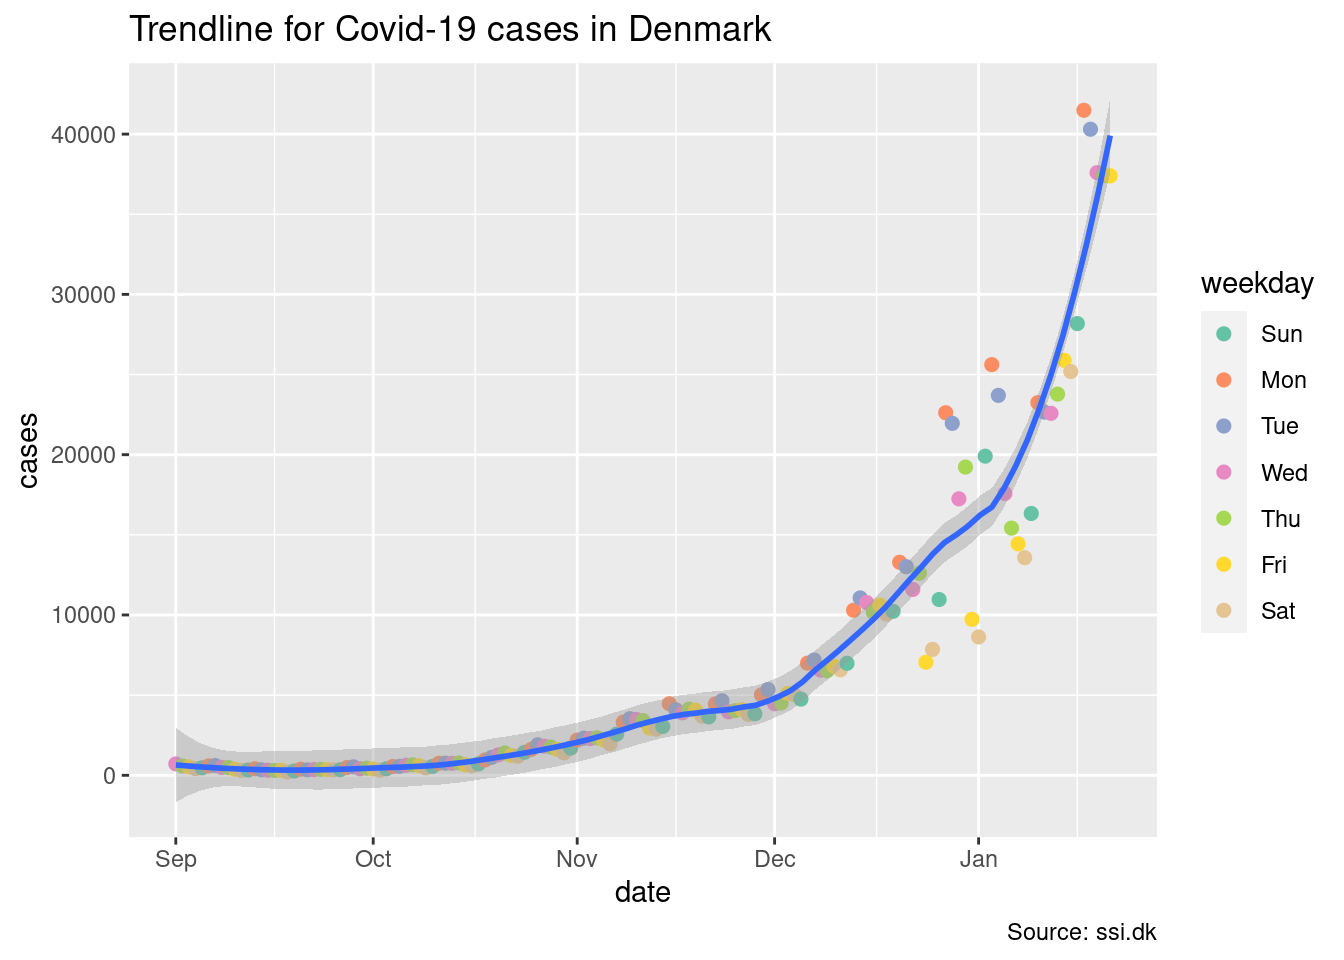 Trendline for Covid-19 cases in Denmark
cases
40000
30000
20000
10000
0
Sep Oct Nov Dec Jan
date
weekday
Sun
Mon
Tue
Wed
Thu
Fri
Sat
Source: ssi.dk